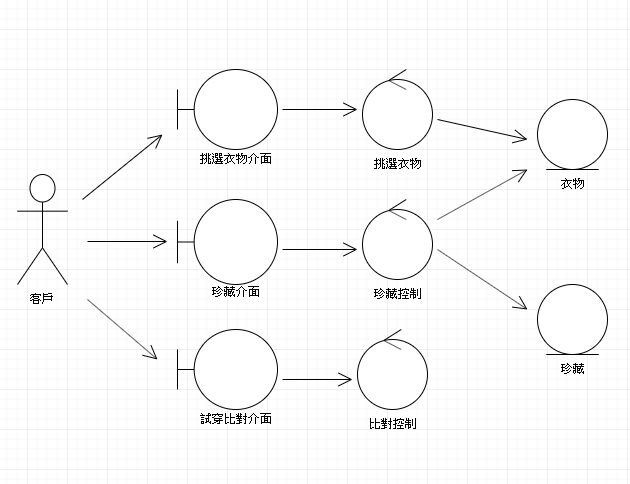 挑選衣物介面
挑選衣物
衣物
客戶
珍藏介面
珍藏控制
珍藏
試穿比對介面
比對控制